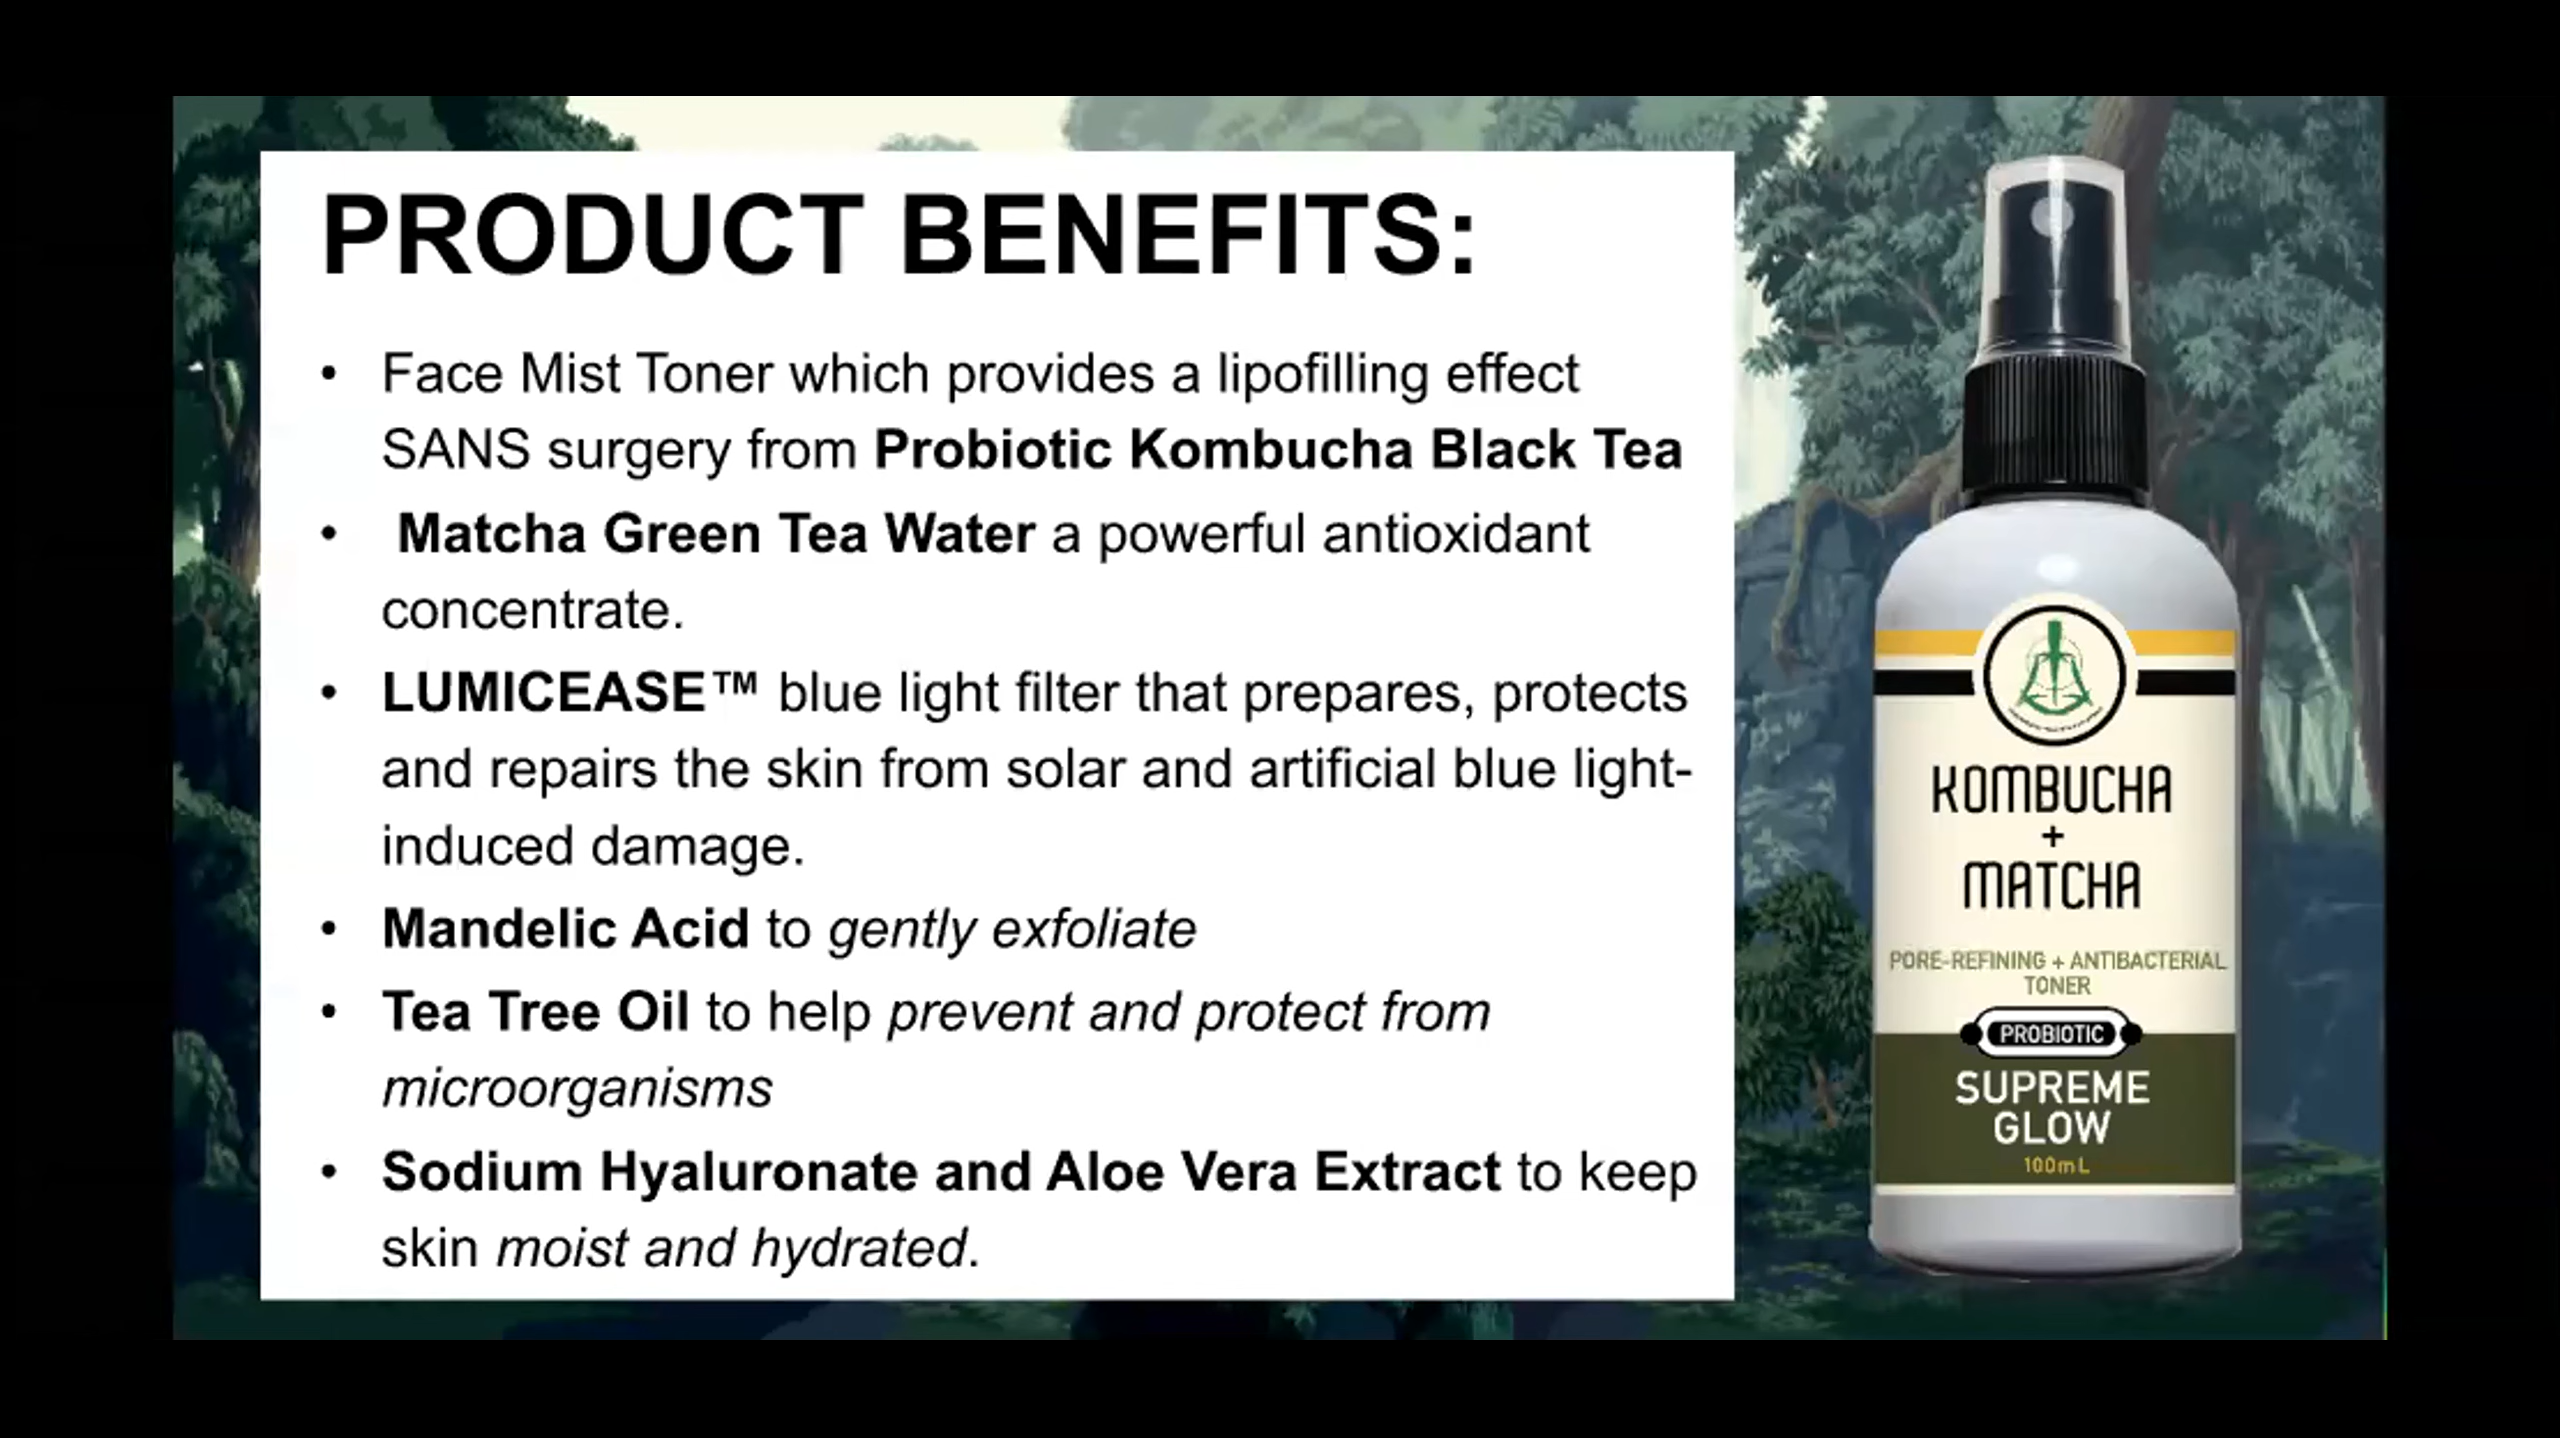 PRODUCT BENEFITS:
• Face Mist Toner which provides a lipofilling effect
SANS surgery from Probiotic Kombucha Black Tea
• Matcha Green Tea Water a powerful antioxidant
concentrate.
• LUMICEASE™ blue light filter that prepares, protects
and repairs the skin from solar and artificial blue light-
induced damage.
• Mandelic Acid to gently exfoliate
• Tea Tree Oil to help prevent and protect from
microorganisms
• Sodium Hyaluronate and Aloe Vera Extract to keep
skin moist and hydrated.
KOMBUCHA
+
MATCHA
PORE-REFINING + ANTIBACTERIAL
TONER
PROBIOTIC
SUPREME
GLOW
100mL